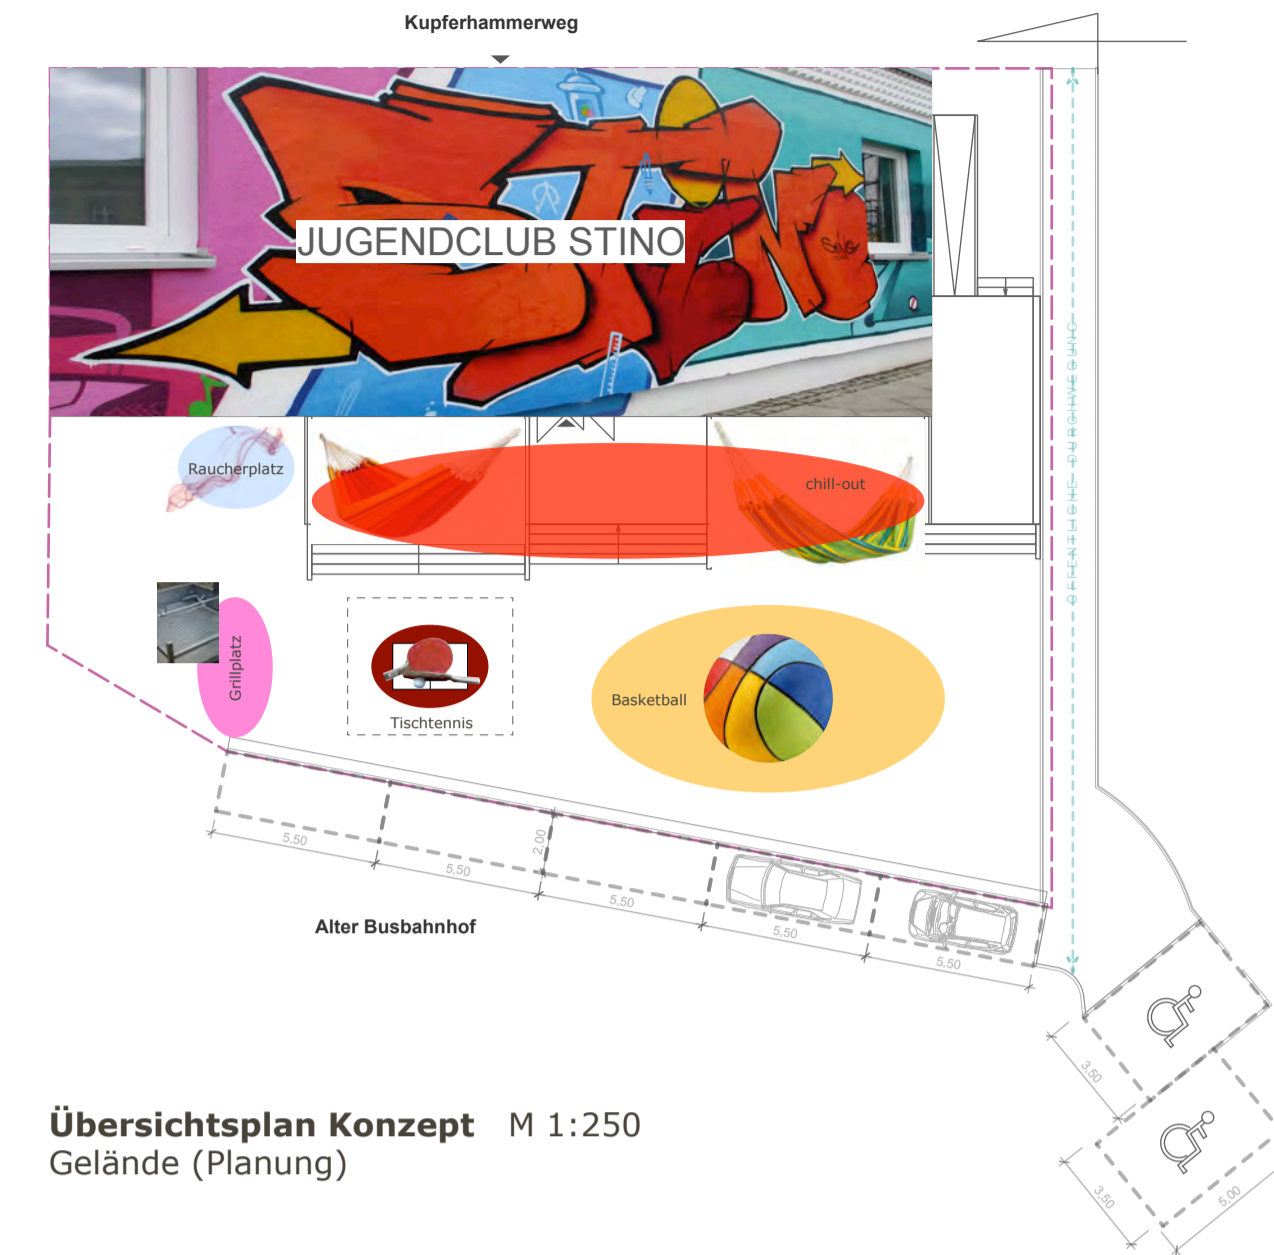 Kupferhammerweg
JUGENDCLUB STINO
Raucherplatz
chill-out
ÖFFENTLICHE DURCHWEGUNG
Grillplatz
Tischtennis
Basketball
5,50
5,50
2,00
5,50
5,50
5,50
Alter Busbahnhof
3,50
3,50
5,00
Übersichtsplan Konzept M 1:250
Gelände (Planung)